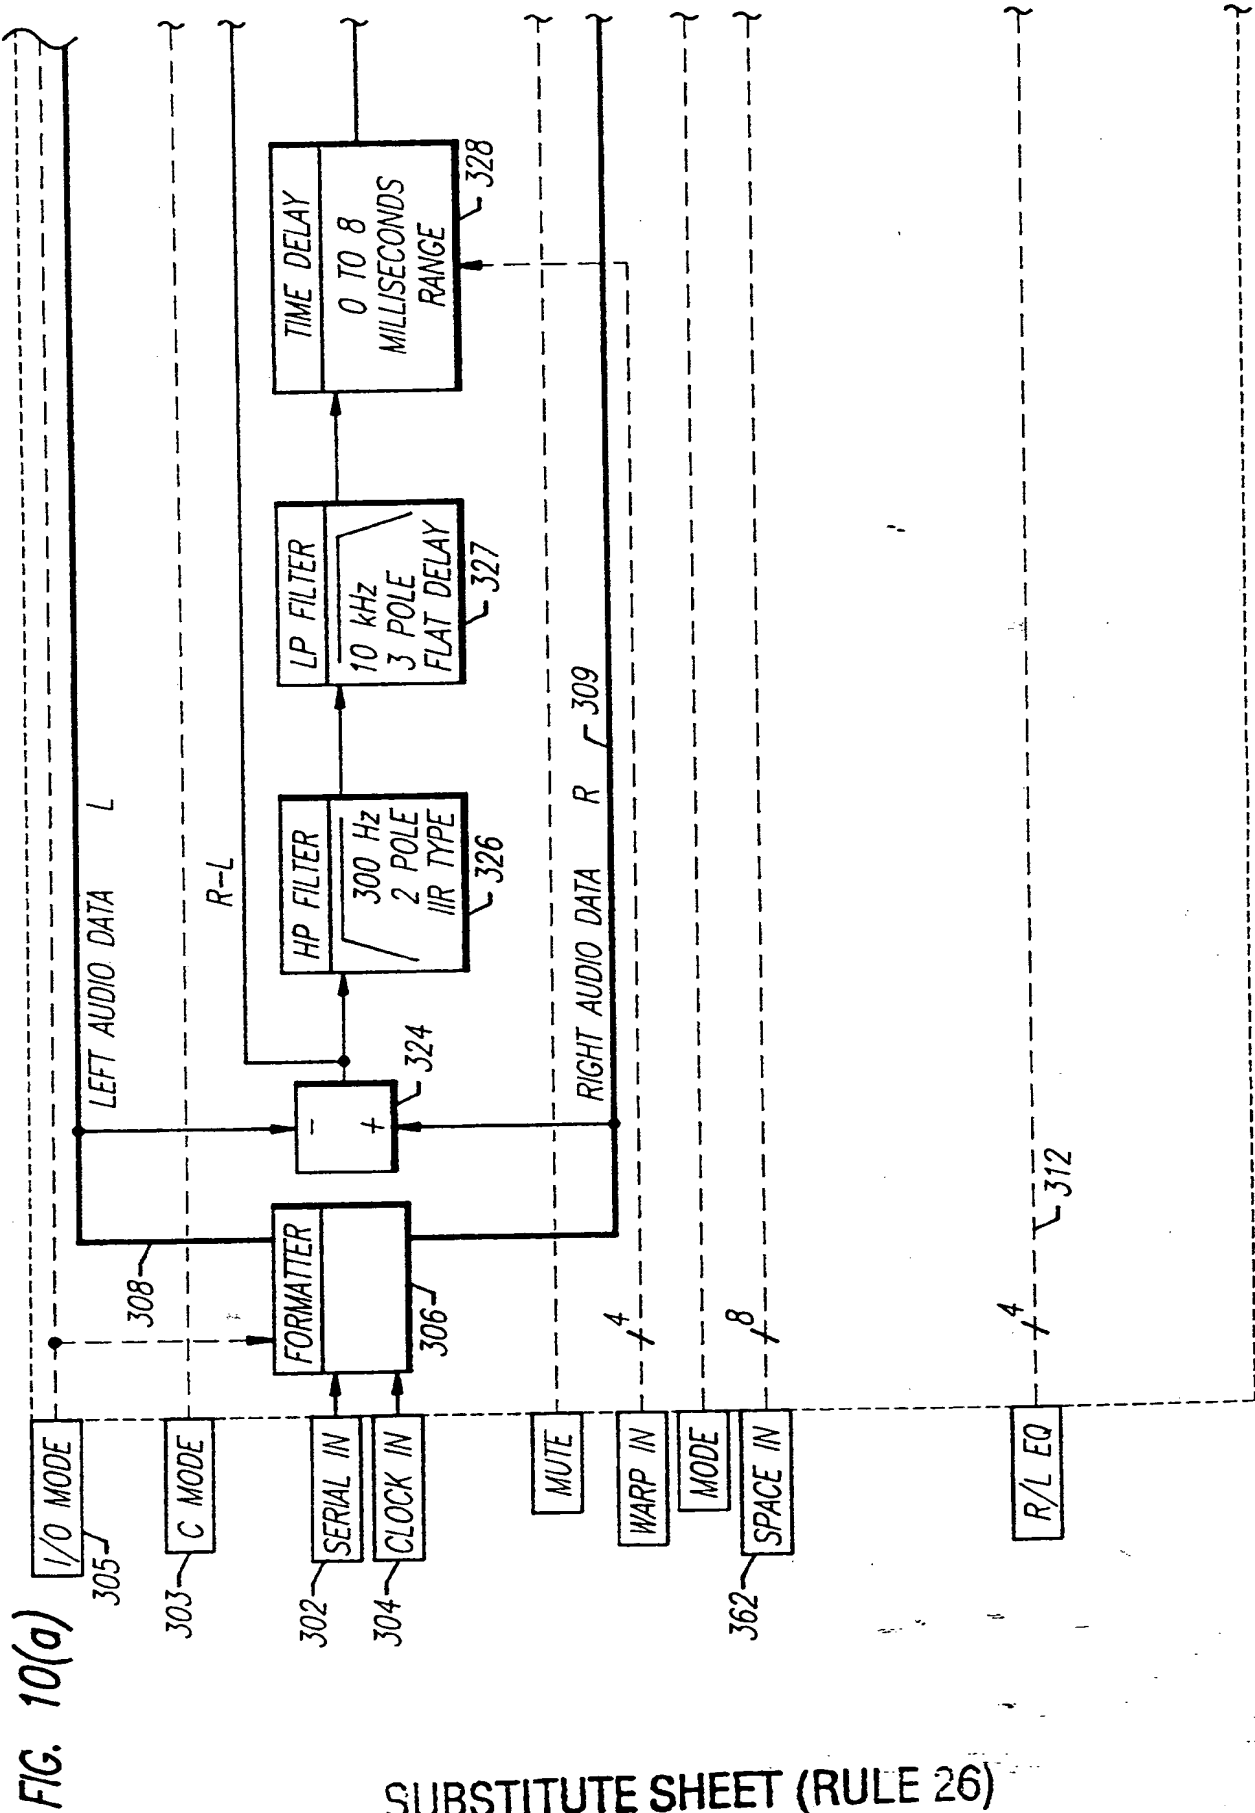 FIG. 10(a)
I/O MODE
305
C MODE
303
SERIAL IN
302
CLOCK IN
304
MUTE
WARP IN
4
MODE
SPACE IN
362
8
R/L EQ
4
312
FORMATTER
306
308
LEFT AUDIO DATA L
R-L
-
+
324
HP FILTER
300 Hz
2 POLE
IIR TYPE
326
LP FILTER
10 kHz
3 POLE
FLAT DELAY
327
TIME DELAY
0 TO 8
MILLISECONDS
RANGE
328
RIGHT AUDIO DATA R
309
SUBSTITUTE SHEET (RULE 26)